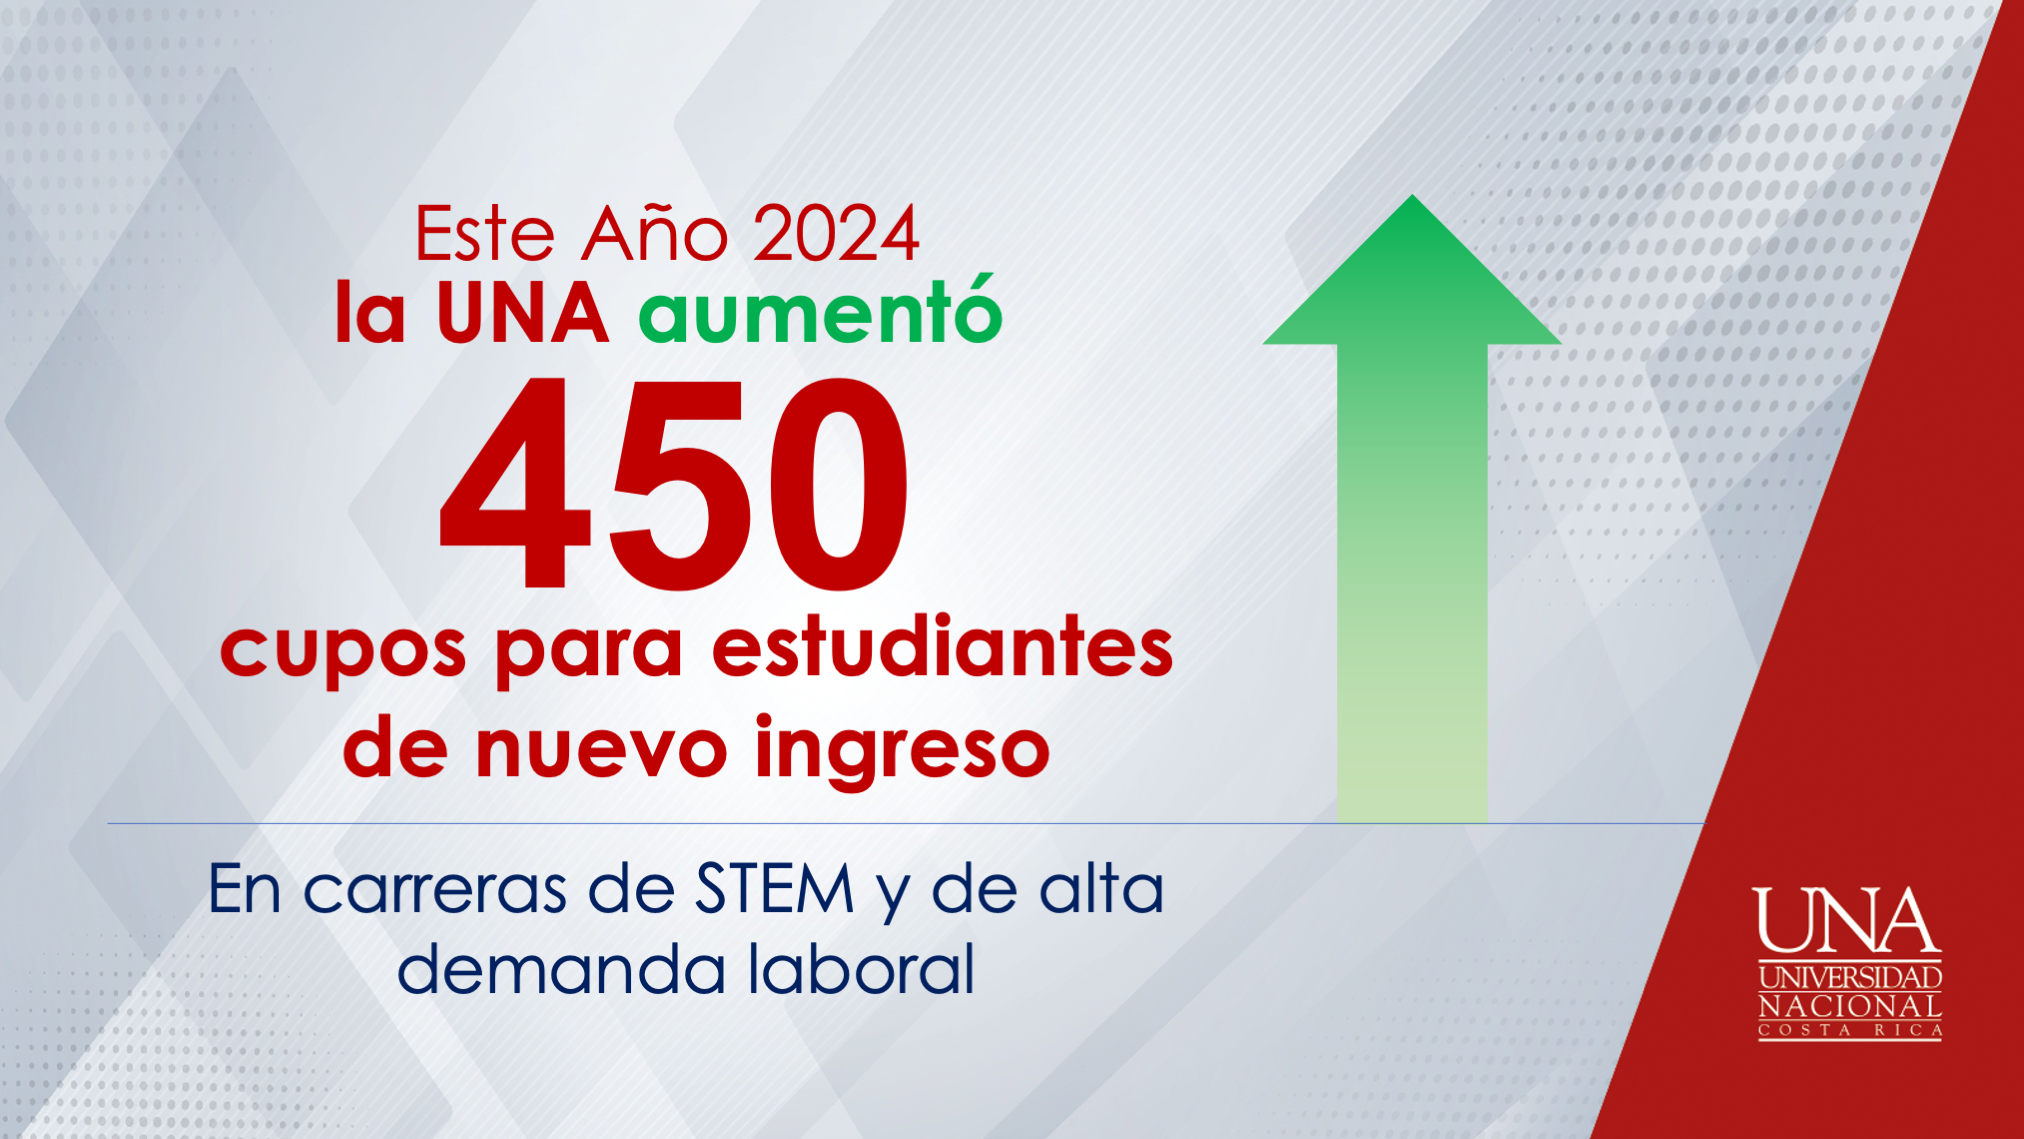 Este Año 2024
la UNA aumentó
450
cupos para estudiantes
de nuevo ingreso
En carreras de STEM y de alta
demanda laboral
UNA
UNIVERSIDAD
NACIONAL
COSTA RICA